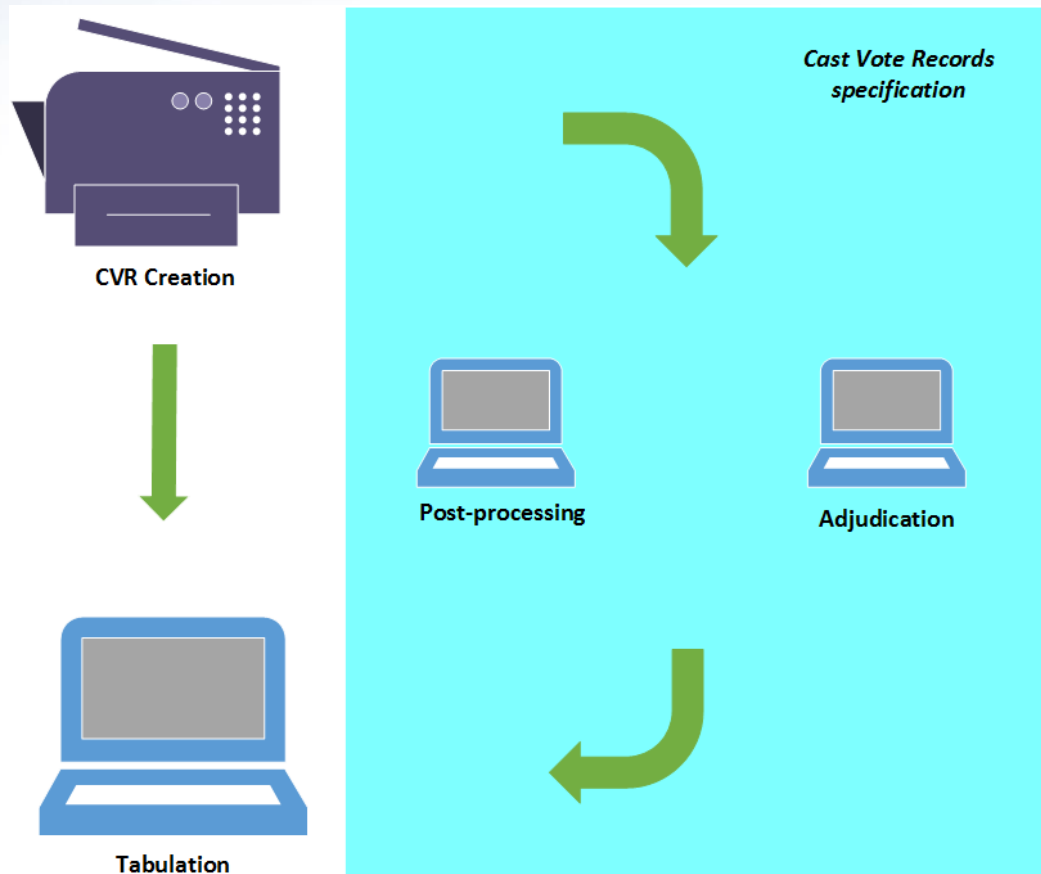 Cast Vote Records
specification
CVR Creation
Post-processing
Adjudication
Tabulation